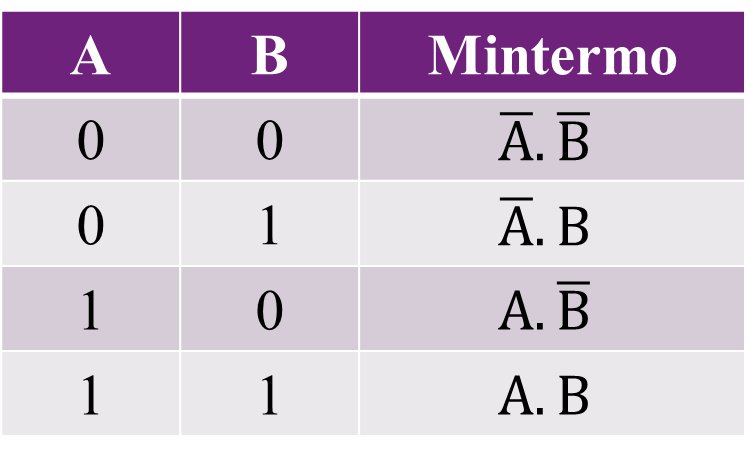 A B Mintermo
0 0 A̅. B̅
0 1 A̅. B
1 0 A. B̅
1 1 A. B